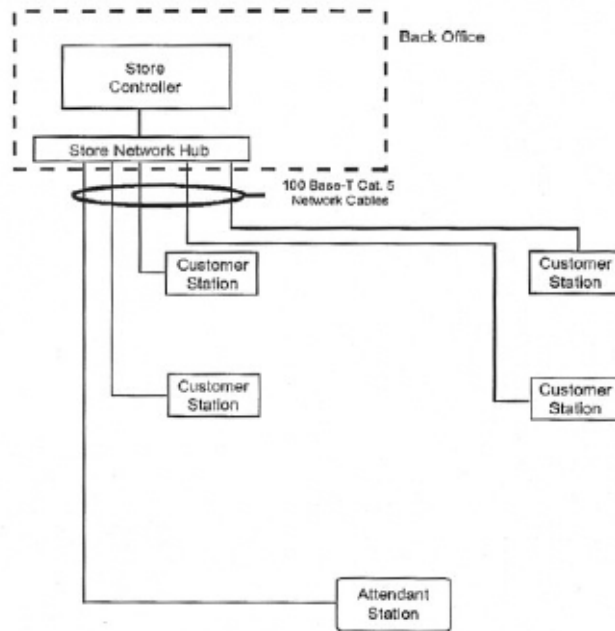 Back Office
Store
Controller
Store Network Hub
100 Base-T Cat. 5
Network Cables
Customer
Station
Customer
Station
Customer
Station
Customer
Station
Attendant
Station